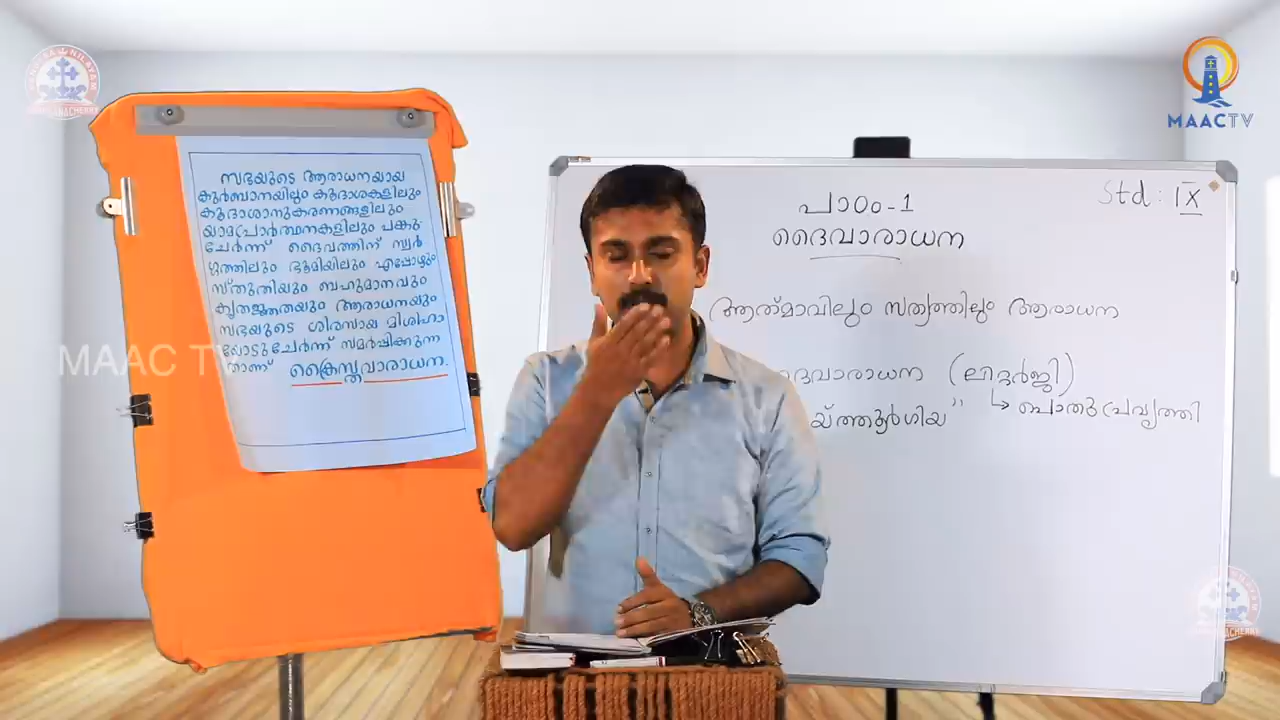 സഭയുടെ ആരാധനയായ
കുർബാനയിലും കൂദാശകളിലും
കൂദാശാനുകരണങ്ങളിലും
യാമപ്രാർത്ഥനകളിലും പങ്കു
ചേർന്ന് ദൈവത്തിന് സ്വർ
ഗ്ഗത്തിലും ഭൂമിയിലും എപ്പോഴും
സ്തുതിയും ബഹുമാനവും
കൃതജ്ഞതയും ആരാധനയും
സഭയുടെ ശിരസായ മിശിഹാ
യോടുചേർന്ന് സമർപ്പിക്കുന്ന
താണ് ക്രൈസ്തവാരാധന.
പാഠം-1
ദൈവാരാധന
Std : IX
ആത്മാവിലും സത്യത്തിലും ആരാധന
ദൈവാരാധന (ലിറ്റർജി)
യ്ത്തൂർഗിയ" ↳ പൊതുപ്രവൃത്തി
MAAC TV
MAACTV